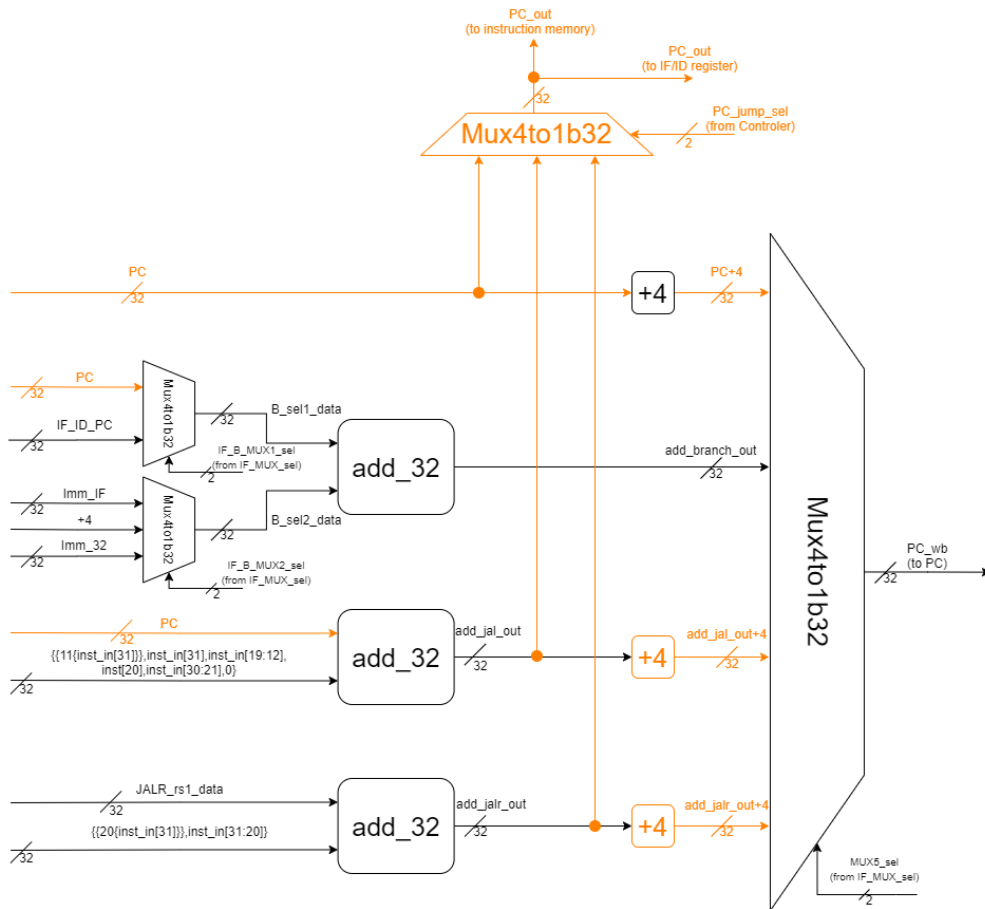 PC_out
(to instruction memory)
PC_out
(to IF/ID register)
32
Mux4to1b32
PC_jump_sel
(from Controler)
2
PC
32
+4
PC+4
32
PC
32
IF_ID_PC
32
Mux4to1b32
32
B_sel1_data
IF_B_MUX1_sel
(from IF_MUX_sel)
2
Imm_IF
32
+4
Imm_32
32
Mux4to1b32
32
B_sel2_data
IF_B_MUX2_sel
(from IF_MUX_sel)
2
add_32
add_branch_out
32
Mux4to1b32
PC_wb
(to PC)
32
PC
32
{{11{inst_in[31]}},inst_in[31],inst_in[19:12],
inst[20],inst_in[30:21],0}
32
add_32
add_jal_out
32
+4
add_jal_out+4
32
JALR_rs1_data
32
{{20{inst_in[31]}},inst_in[31:20]}
32
add_32
add_jalr_out
32
+4
add_jalr_out+4
32
MUX5_sel
(from IF_MUX_sel)
2